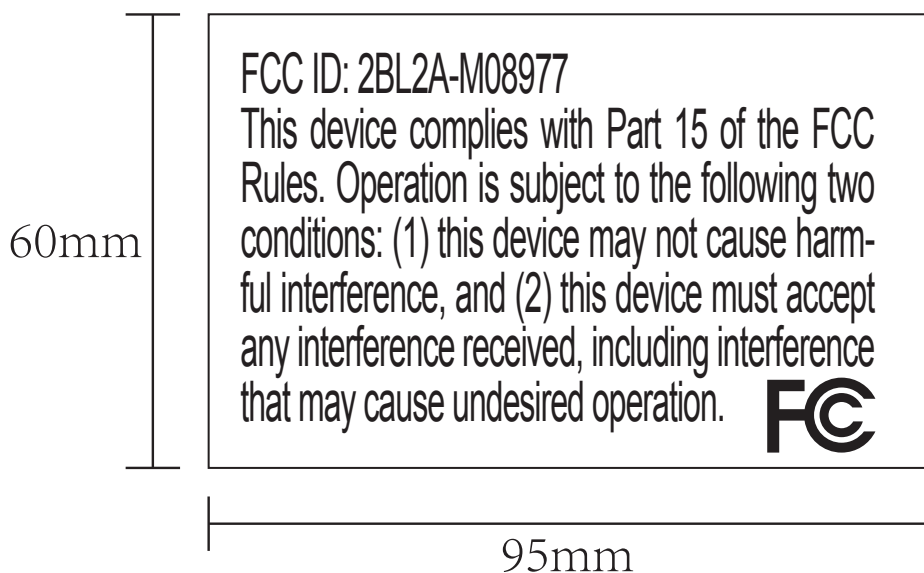 FCC ID: 2BL2A-M08977
This device complies with Part 15 of the FCC
Rules. Operation is subject to the following two
conditions: (1) this device may not cause harm-
ful interference, and (2) this device must accept
any interference received, including interference
that may cause undesired operation.
FC
60mm
95mm